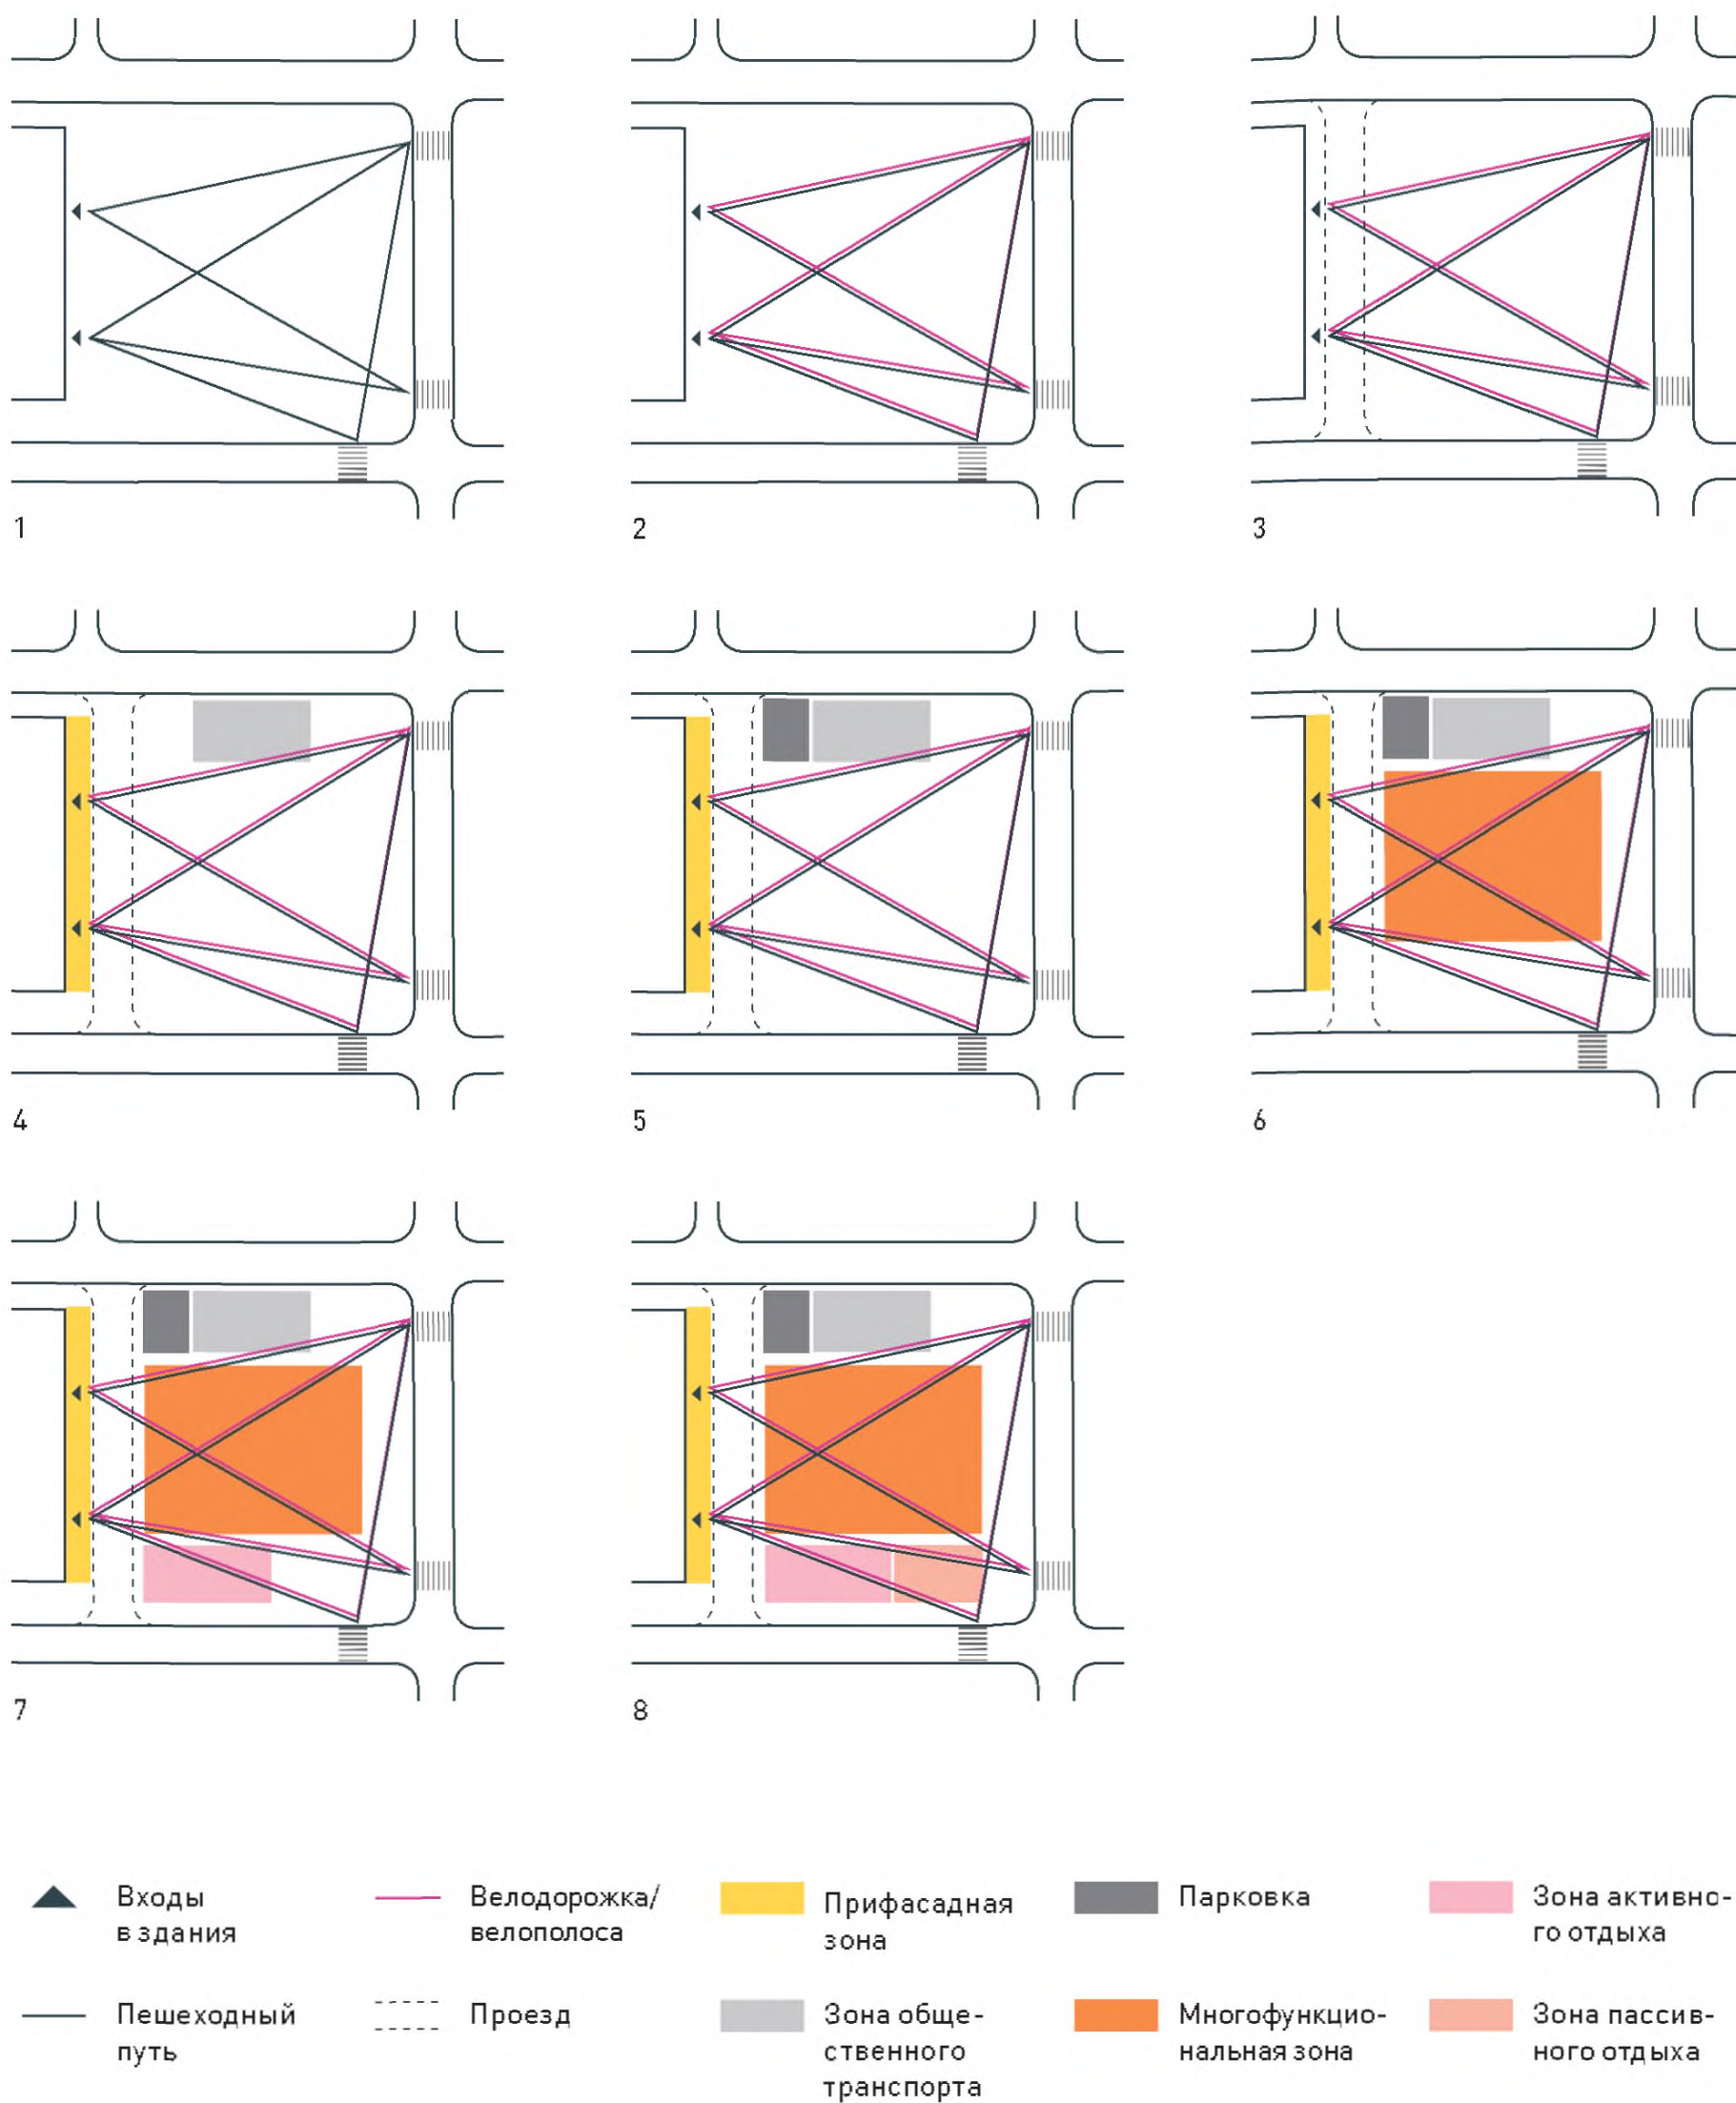 1
2
3
4
5
6
7
8
Входы
в здания
Велодорожка/
велополоса
Прифасадная
зона
Парковка
Зона активно-
го отдыха
Пешеходный
путь
Проезд
Зона обще-
ственного
транспорта
Многофункцио-
нальная зона
Зона пассив-
ного отдыха